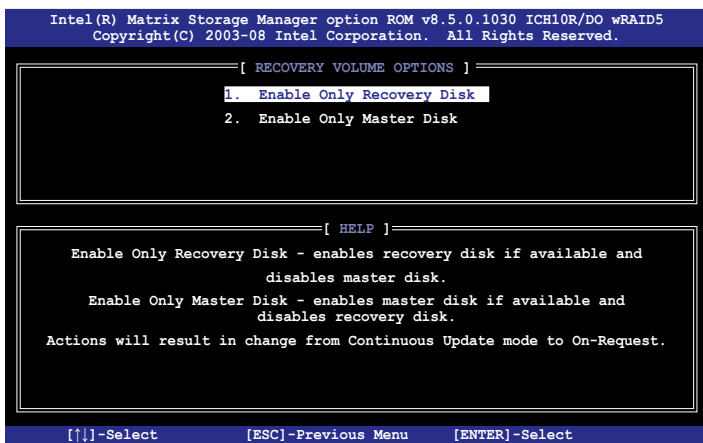 Intel(R) Matrix Storage Manager option ROM v8.5.0.1030 ICH10R/DO wRAID5
Copyright(C) 2003-08 Intel Corporation. All Rights Reserved.
[ RECOVERY VOLUME OPTIONS ]
1. Enable Only Recovery Disk
2. Enable Only Master Disk
[ HELP ]
Enable Only Recovery Disk - enables recovery disk if available and
disables master disk.
Enable Only Master Disk - enables master disk if available and
disables recovery disk.
Actions will result in change from Continuous Update mode to On-Request.
[↑↓]-Select [ESC]-Previous Menu [ENTER]-Select